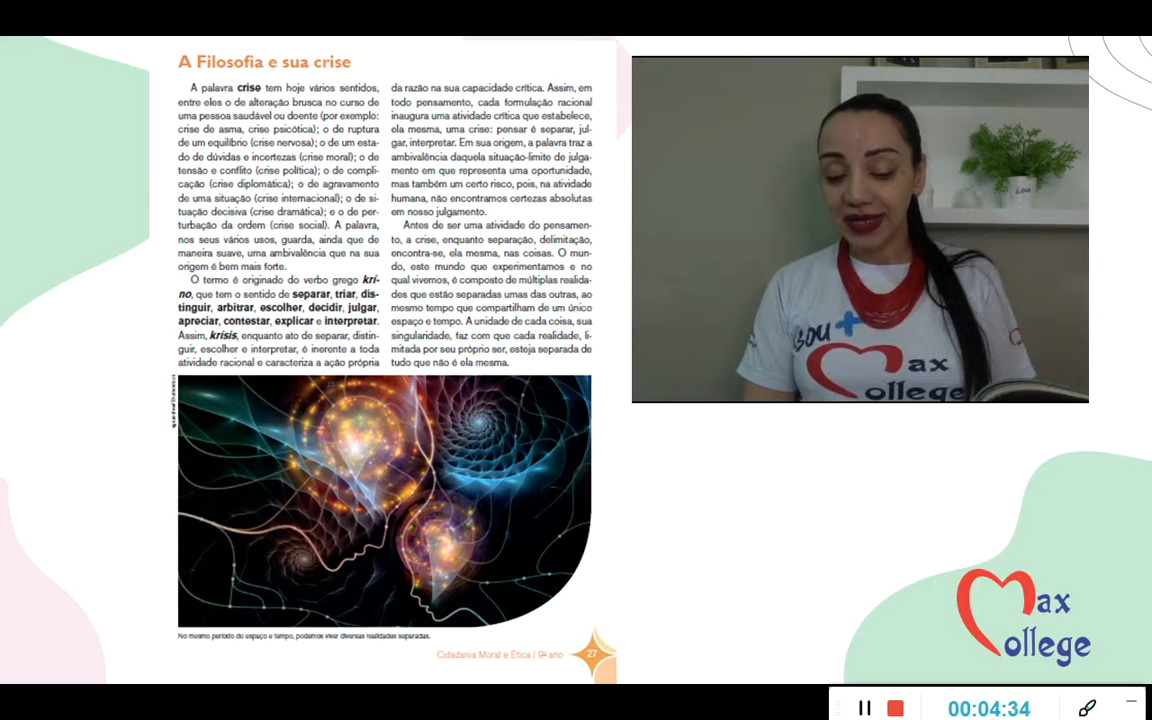 A Filosofia e sua crise
A palavra crise tem hoje vários sentidos,
entre eles o de alteração brusca no curso de
uma pessoa saudável ou doente (por exemplo:
crise de asma, crise psicótica); o de ruptura
de um equilíbrio (crise nervosa); o de um esta-
do de dúvidas e incertezas (crise moral); o de
tensão e conflito (crise política); o de compli-
cação (crise diplomática); o de agravamento
de uma situação (crise internacional); o de si-
tuação decisiva (crise dramática); e o de per-
turbação da ordem (crise social). A palavra,
nos seus vários usos, guarda, ainda que de
maneira suave, uma ambivalência que na sua
origem é bem mais forte.
O termo é originado do verbo grego krí-
no, que tem o sentido de separar, triar, dis-
tinguir, arbitrar, escolher, decidir, julgar,
apreciar, contestar, explicar e interpretar.
Assim, krísis, enquanto ato de separar, distin-
guir, escolher e interpretar, é inerente a toda
atividade racional e caracteriza a ação própria
da razão na sua capacidade crítica. Assim, em
todo pensamento, cada formulação racional
inaugura uma atividade crítica que estabelece,
ela mesma, uma crise: pensar é separar, jul-
gar, interpretar. Em sua origem, a palavra traz a
ambivalência daquela situação-limite de julga-
mento em que representa uma oportunidade,
mas também um certo risco, pois, na atividade
humana, não encontramos certezas absolutas
em nosso julgamento.
Antes de ser uma atividade do pensamen-
to, a crise, enquanto separação, delimitação,
encontra-se, ela mesma, nas coisas. O mun-
do, este mundo que experimentamos e no
qual vivemos, é composto de múltiplas realida-
des que estão separadas umas das outras, ao
mesmo tempo que compartilham de um único
espaço e tempo. A unidade de cada coisa, sua
singularidade, faz com que cada realidade, li-
mitada por seu próprio ser, esteja separada de
tudo que não é ela mesma.
No mesmo período de espaço e tempo, podemos viver diversas realidades separadas.
Cidadania Moral e Ética | 9º ano
27
Love
sou +
Max
College
Max
College
00:04:34